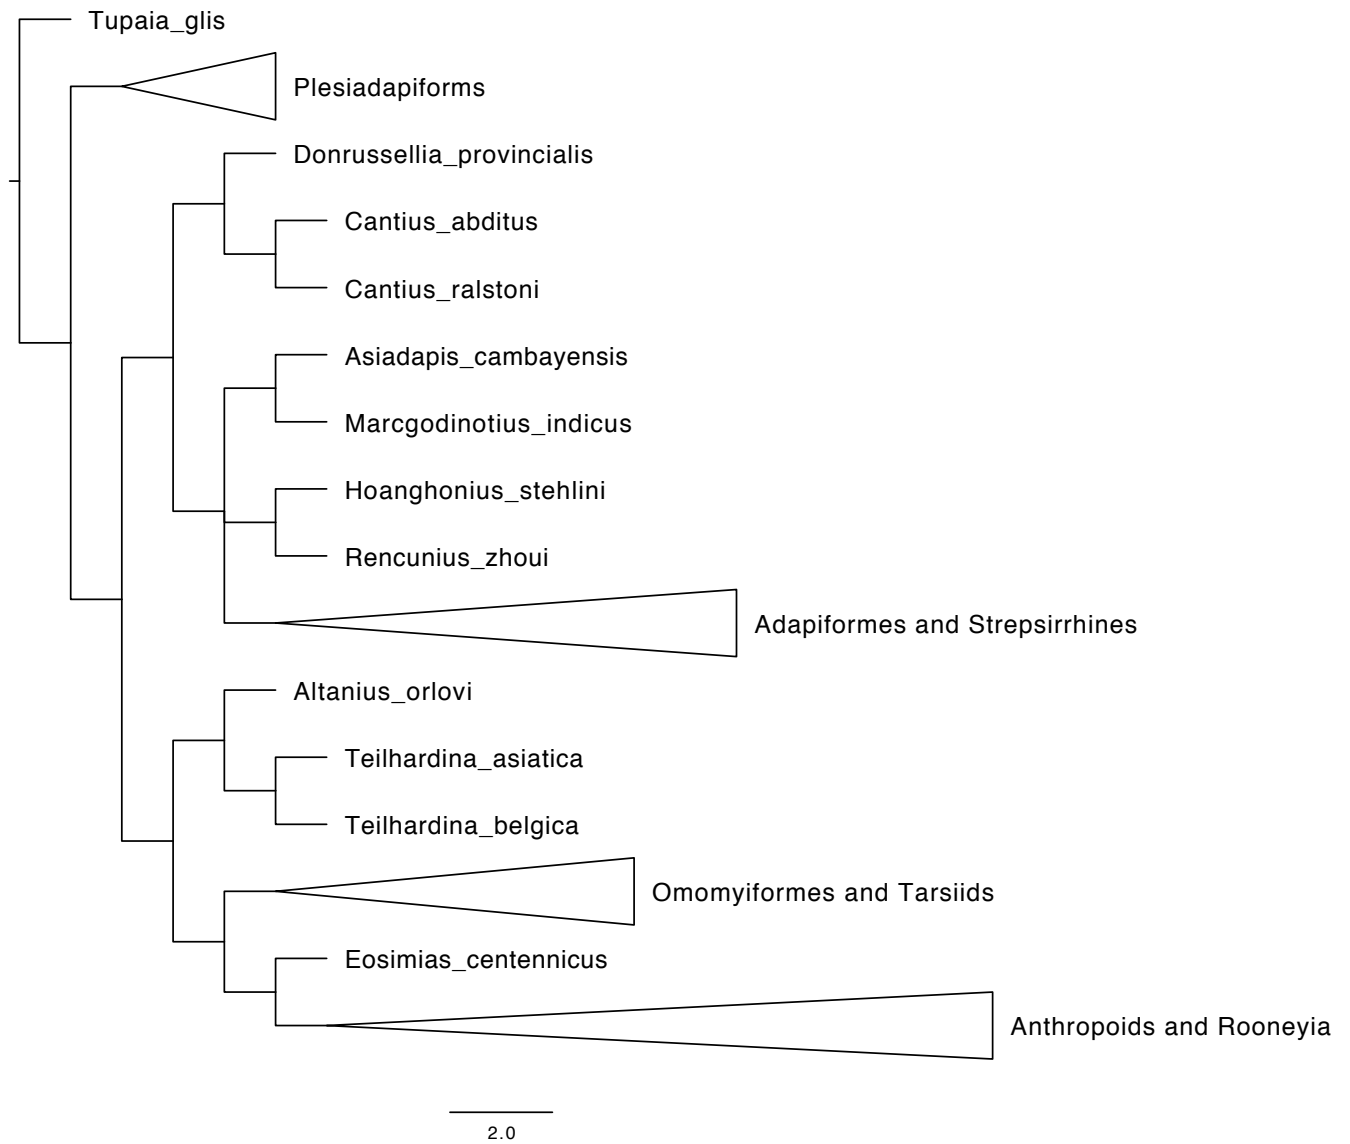 Tupaia_glis
Plesiadapiforms
Donrussellia_provincialis
Cantius_abditus
Cantius_ralstoni
Asiadapis_cambayensis
Marcgodinotius_indicus
Hoanghonius_stehlini
Rencunius_zhoui
Adapiformes and Strepsirrhines
Altanius_orlovi
Teilhardina_asiatica
Teilhardina_belgica
Omomyiformes and Tarsiids
Eosimias_centennicus
Anthropoids and Rooneyia
2.0